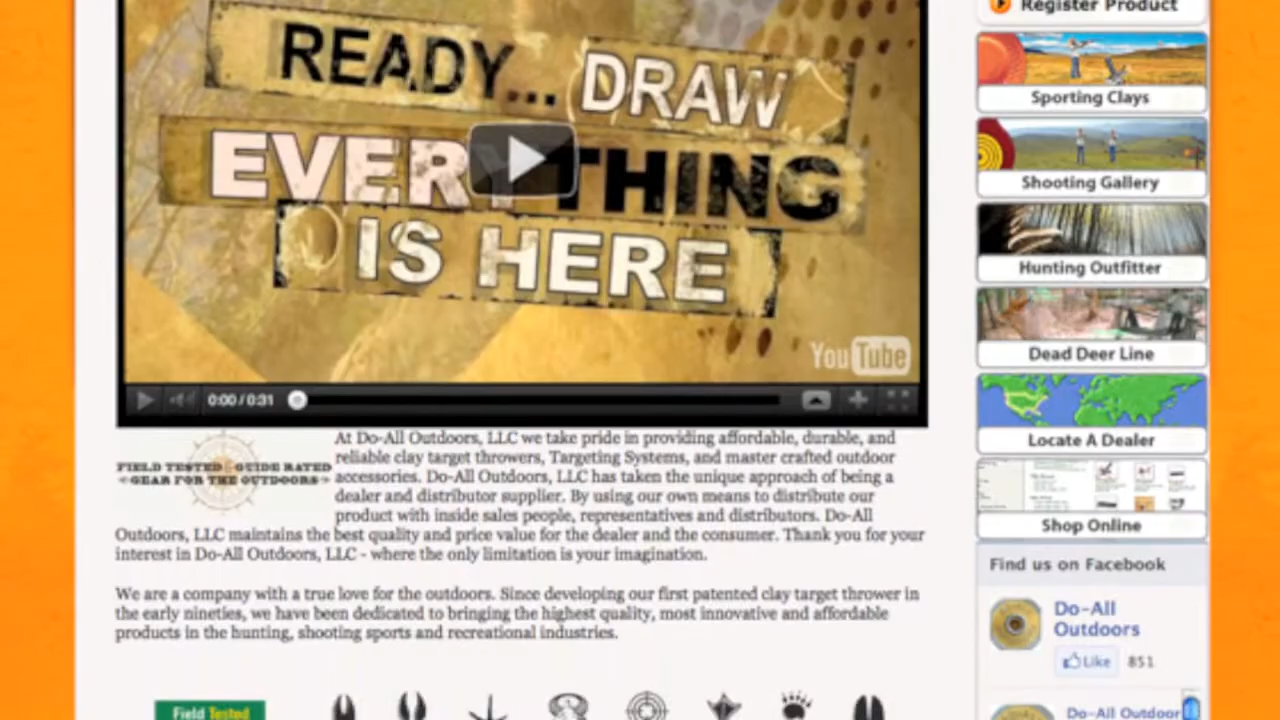 Register Product
READY... DRAW
EVERYTHING
IS HERE
YouTube
0:00 / 0:31
Sporting Clays
Shooting Gallery
Hunting Outfitter
Dead Deer Line
Locate A Dealer
Shop Online
FIELD TESTED GUIDE RATED
GEAR FOR THE OUTDOORS
At Do-All Outdoors, LLC we take pride in providing affordable, durable, and
reliable clay target throwers, Targeting Systems, and master crafted outdoor
accessories. Do-All Outdoors, LLC has taken the unique approach of being a
dealer and distributor supplier. By using our own means to distribute our
product with inside sales people, representatives and distributors. Do-All
Outdoors, LLC maintains the best quality and price value for the dealer and the consumer. Thank you for your
interest in Do-All Outdoors, LLC - where the only limitation is your imagination.
We are a company with a true love for the outdoors. Since developing our first patented clay target thrower in
the early nineties, we have been dedicated to bringing the highest quality, most innovative and affordable
products in the hunting, shooting sports and recreational industries.
Find us on Facebook
Do-All
Outdoors
Like 851
Do-All Outdoor
Field Tested